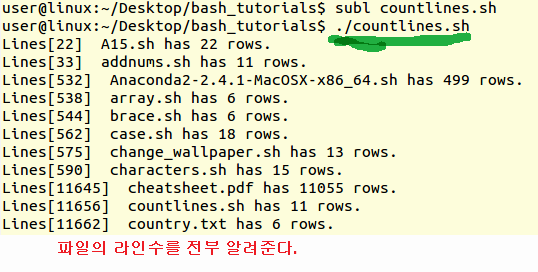 user@linux:~/Desktop/bash_tutorials$ subl countlines.sh
user@linux:~/Desktop/bash_tutorials$ ./countlines.sh
Lines[22]  A15.sh has 22 rows.
Lines[33]  addnums.sh has 11 rows.
Lines[532]  Anaconda2-2.4.1-MacOSX-x86_64.sh has 499 rows.
Lines[538]  array.sh has 6 rows.
Lines[544]  brace.sh has 6 rows.
Lines[562]  case.sh has 18 rows.
Lines[575]  change_wallpaper.sh has 13 rows.
Lines[590]  characters.sh has 15 rows.
Lines[11645]  cheatsheet.pdf has 11055 rows.
Lines[11656]  countlines.sh has 11 rows.
Lines[11662]  country.txt has 6 rows.
파일의 라인수를 전부 알려준다.